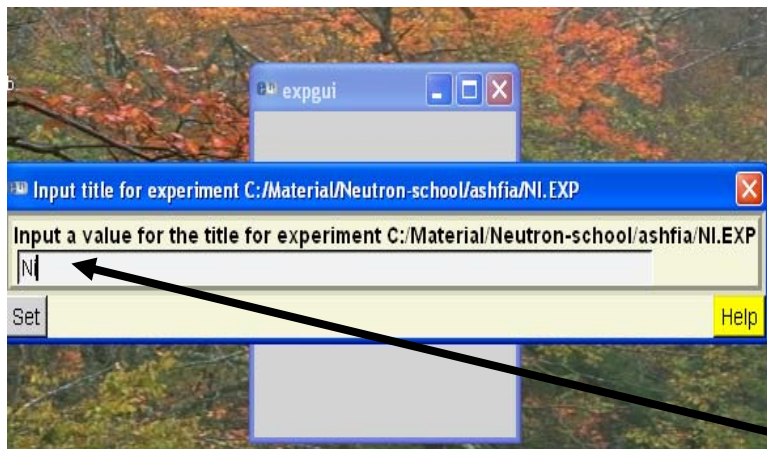 expgui
Input title for experiment C:/Material/Neutron-school/ashfia/NI.EXP
Input a value for the title for experiment C:/Material/Neutron-school/ashfia/NI.EXP
Ni
Set
Help